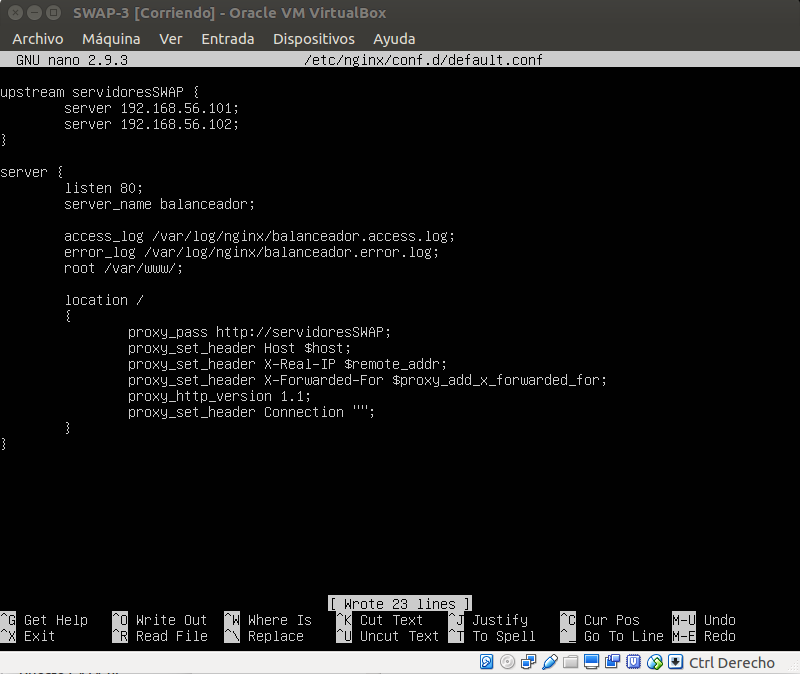 SWAP-3 [Corriendo] - Oracle VM VirtualBox
Archivo Máquina Ver Entrada Dispositivos Ayuda
GNU nano 2.9.3 /etc/nginx/conf.d/default.conf
upstream servidoresSWAP {
server 192.168.56.101;
server 192.168.56.102;
}
server {
listen 80;
server_name balanceador;
access_log /var/log/nginx/balanceador.access.log;
error_log /var/log/nginx/balanceador.error.log;
root /var/www/;
location /
{
proxy_pass http://servidoresSWAP;
proxy_set_header Host $host;
proxy_set_header X-Real-IP $remote_addr;
proxy_set_header X-Forwarded-For $proxy_add_x_forwarded_for;
proxy_http_version 1.1;
proxy_set_header Connection "";
}
}
[ Wrote 23 lines ]
^G Get Help ^O Write Out ^W Where Is ^K Cut Text ^J Justify ^C Cur Pos M-U Undo
^X Exit ^R Read File ^\ Replace ^U Uncut Text ^T To Spell ^_ Go To Line M-E Redo
Ctrl Derecho